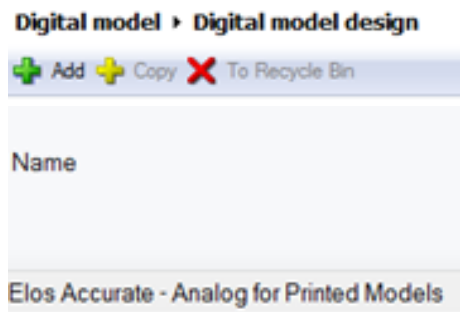 Digital model ▸ Digital model design
Add Copy To Recycle Bin
Name
Elos Accurate - Analog for Printed Models